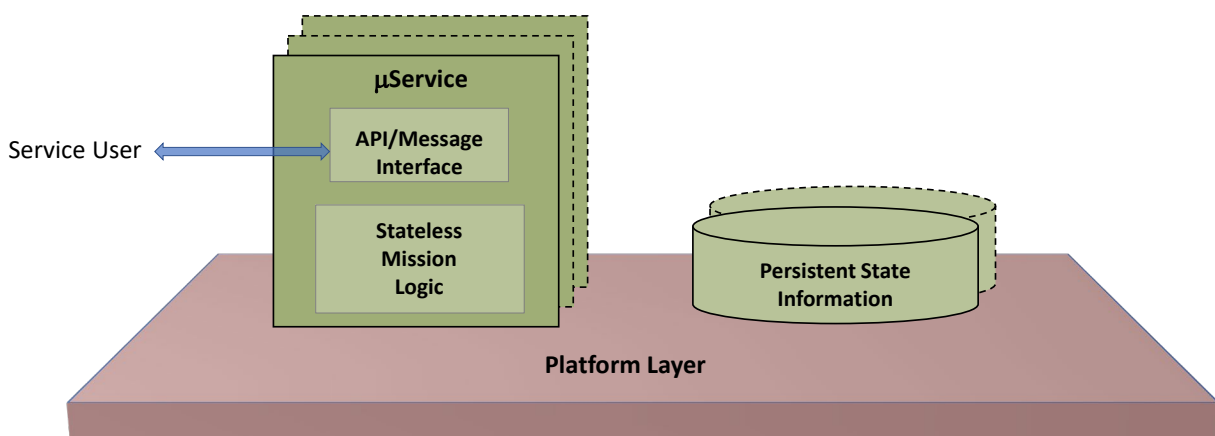 μService
API/Message
Interface
Service User
Stateless
Mission
Logic
Persistent State
Information
Platform Layer